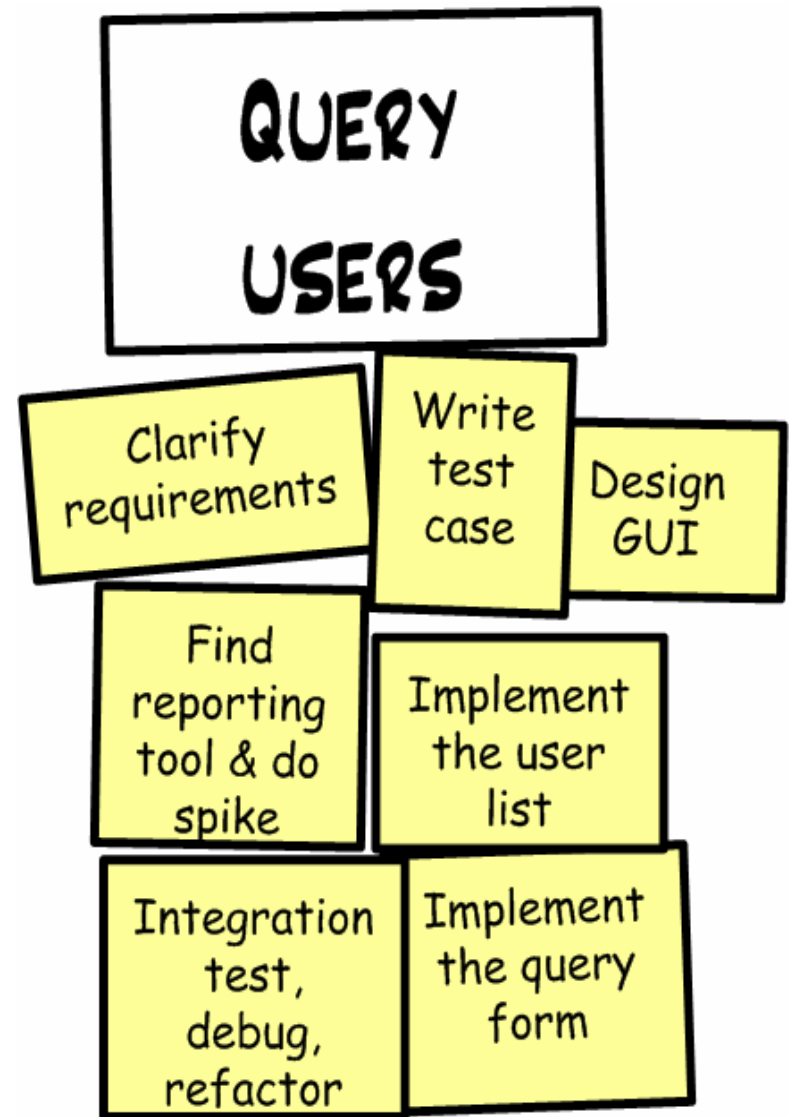 QUERY
USERS
Clarify
requirements
Write
test
case
Design
GUI
Find
reporting
tool & do
spike
Implement
the user
list
Integration
test,
debug,
refactor
Implement
the query
form